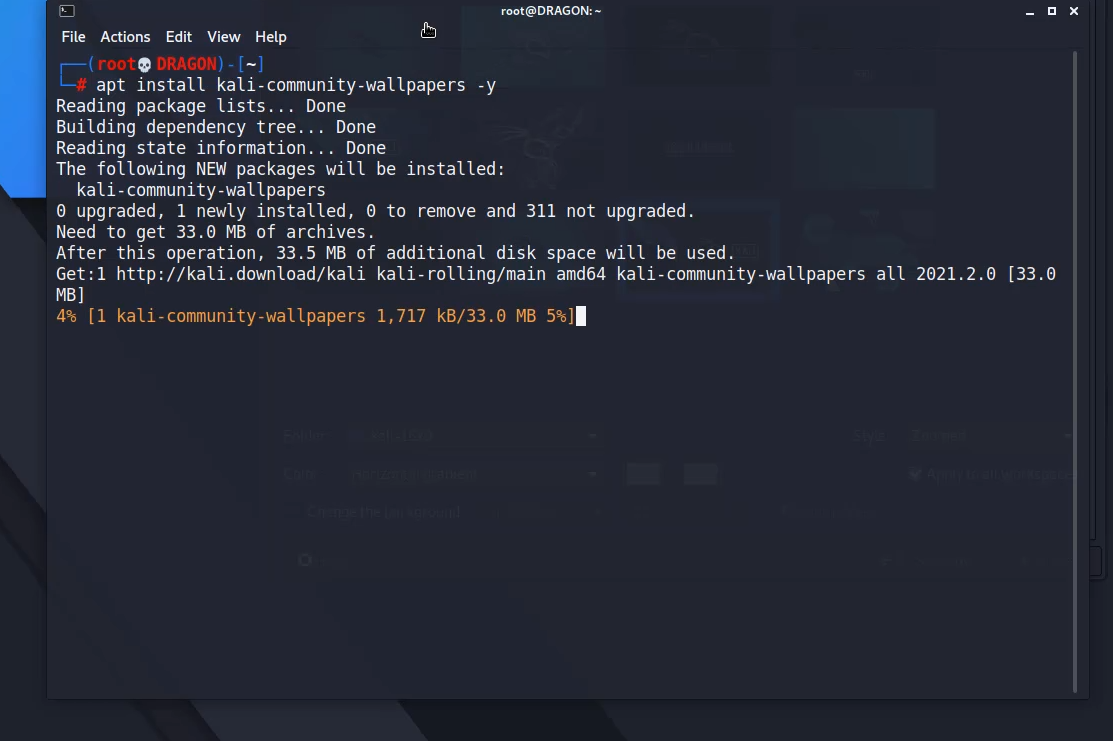 root@DRAGON: ~
File Actions Edit View Help
┌──(root💀DRAGON)-[~]
└─# apt install kali-community-wallpapers -y
Reading package lists... Done
Building dependency tree... Done
Reading state information... Done
The following NEW packages will be installed:
kali-community-wallpapers
0 upgraded, 1 newly installed, 0 to remove and 311 not upgraded.
Need to get 33.0 MB of archives.
After this operation, 33.5 MB of additional disk space will be used.
Get:1 http://kali.download/kali kali-rolling/main amd64 kali-community-wallpapers all 2021.2.0 [33.0
MB]
4% [1 kali-community-wallpapers 1,717 kB/33.0 MB 5%]
Style: